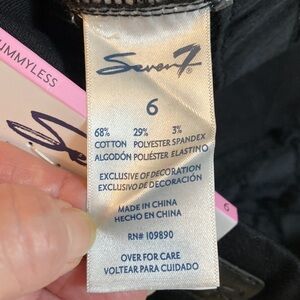 UMMYLESS
Seven7®
6
68% 29% 3%
COTTON POLYESTER SPANDEX
ALGODÓN POLIÉSTER ELASTINO
EXCLUSIVE OF DECORATION
EXCLUSIVO DE DECORACIÓN
MADE IN CHINA
HECHO EN CHINA
RN# 109890
OVER FOR CARE
VOLTEAR PARA CUIDADO
6